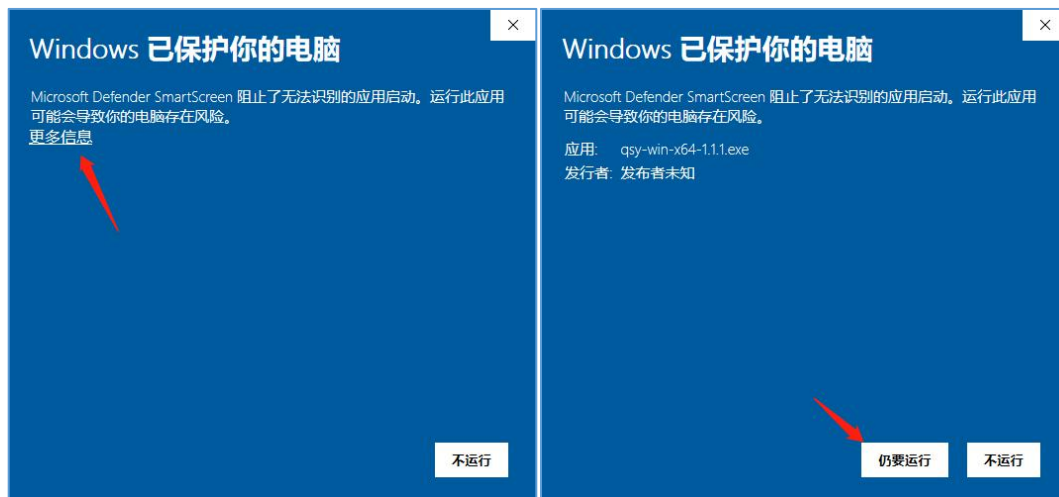 Windows 已保护你的电脑
Microsoft Defender SmartScreen 阻止了无法识别的应用启动。运行此应用
可能会导致你的电脑存在风险。
更多信息
不运行
Windows 已保护你的电脑
Microsoft Defender SmartScreen 阻止了无法识别的应用启动。运行此应用
可能会导致你的电脑存在风险。
应用: qsy-win-x64-1.1.1.exe
发行者: 发布者未知
仍要运行 不运行